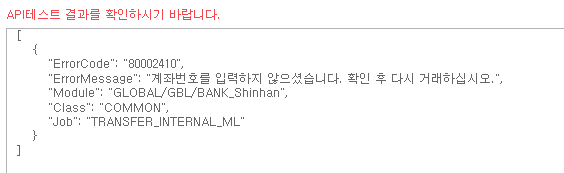 API테스트 결과를 확인하시기 바랍니다.
[
{
"ErrorCode": "80002410",
"ErrorMessage": "계좌번호를 입력하지 않으셨습니다. 확인 후 다시 거래하십시오.",
"Module": "GLOBAL/GBL/BANK_Shinhan",
"Class": "COMMON",
"Job": "TRANSFER_INTERNAL_ML"
}
]